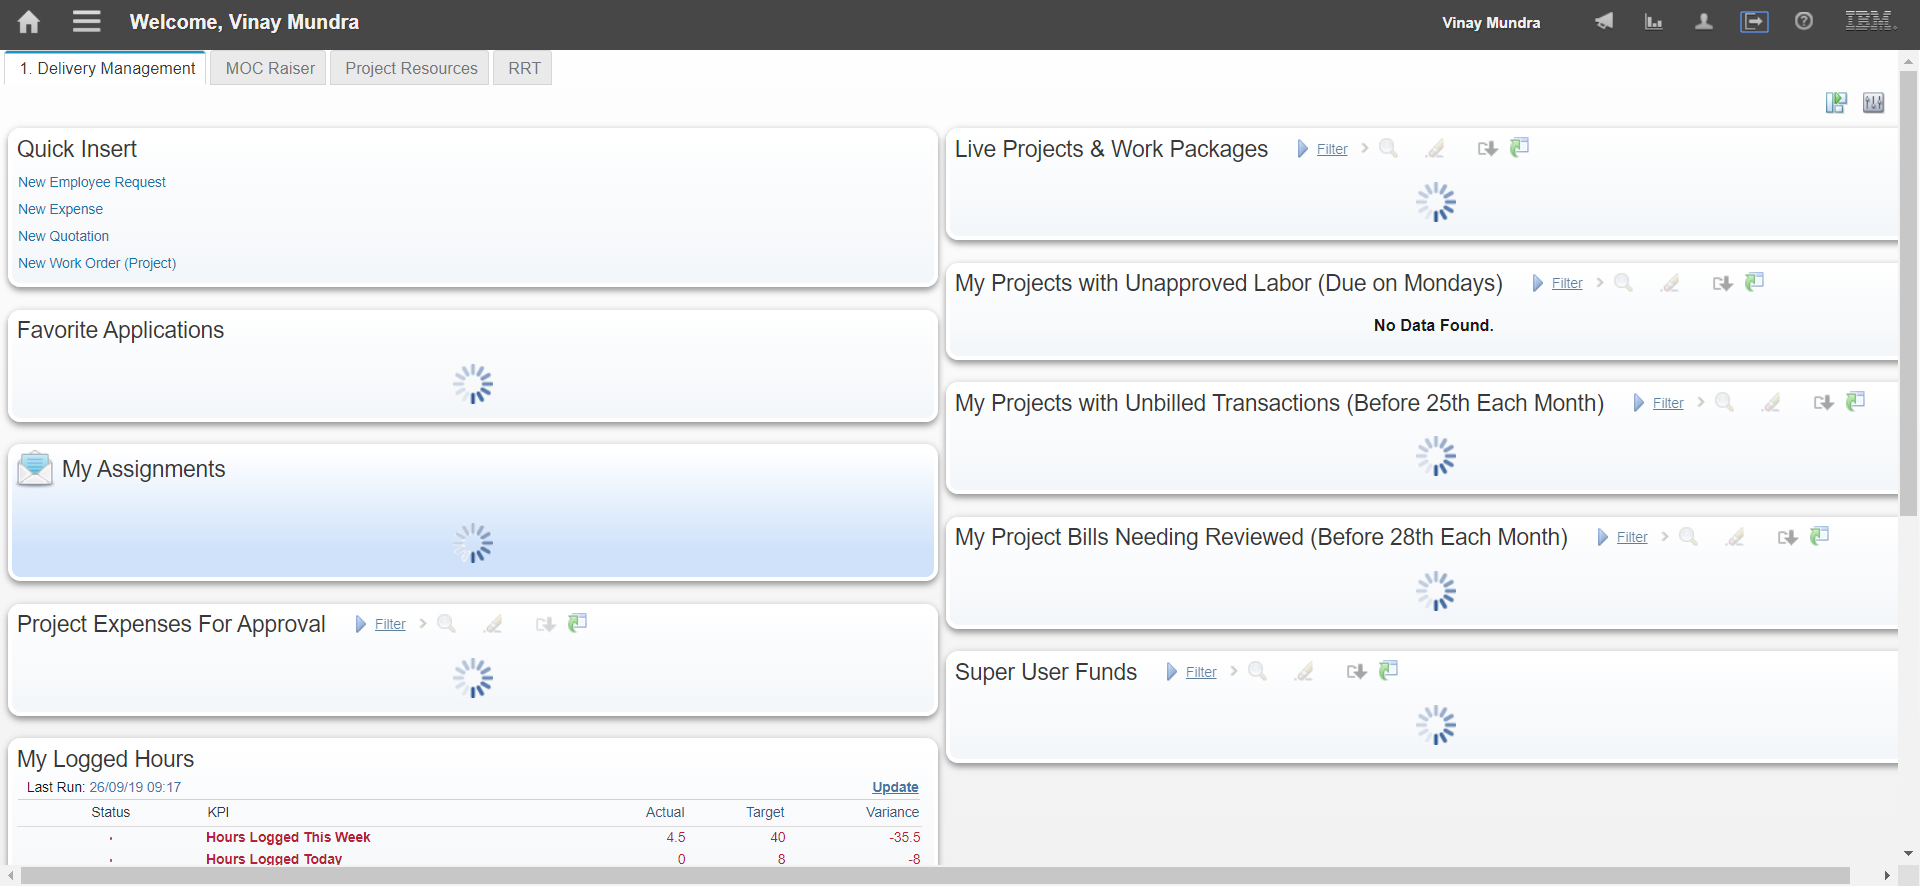 Welcome, Vinay Mundra
Vinay Mundra
IBM.
1. Delivery Management
MOC Raiser
Project Resources
RRT
Quick Insert
New Employee Request
New Expense
New Quotation
New Work Order (Project)
Favorite Applications
My Assignments
Project Expenses For Approval
Filter
My Logged Hours
Last Run: 26/09/19 09:17
Update
Status KPI Actual Target Variance
Hours Logged This Week 4.5 40 -35.5
Hours Logged Today 0 8 -8
Live Projects & Work Packages
Filter
My Projects with Unapproved Labor (Due on Mondays)
Filter
No Data Found.
My Projects with Unbilled Transactions (Before 25th Each Month)
Filter
My Project Bills Needing Reviewed (Before 28th Each Month)
Filter
Super User Funds
Filter